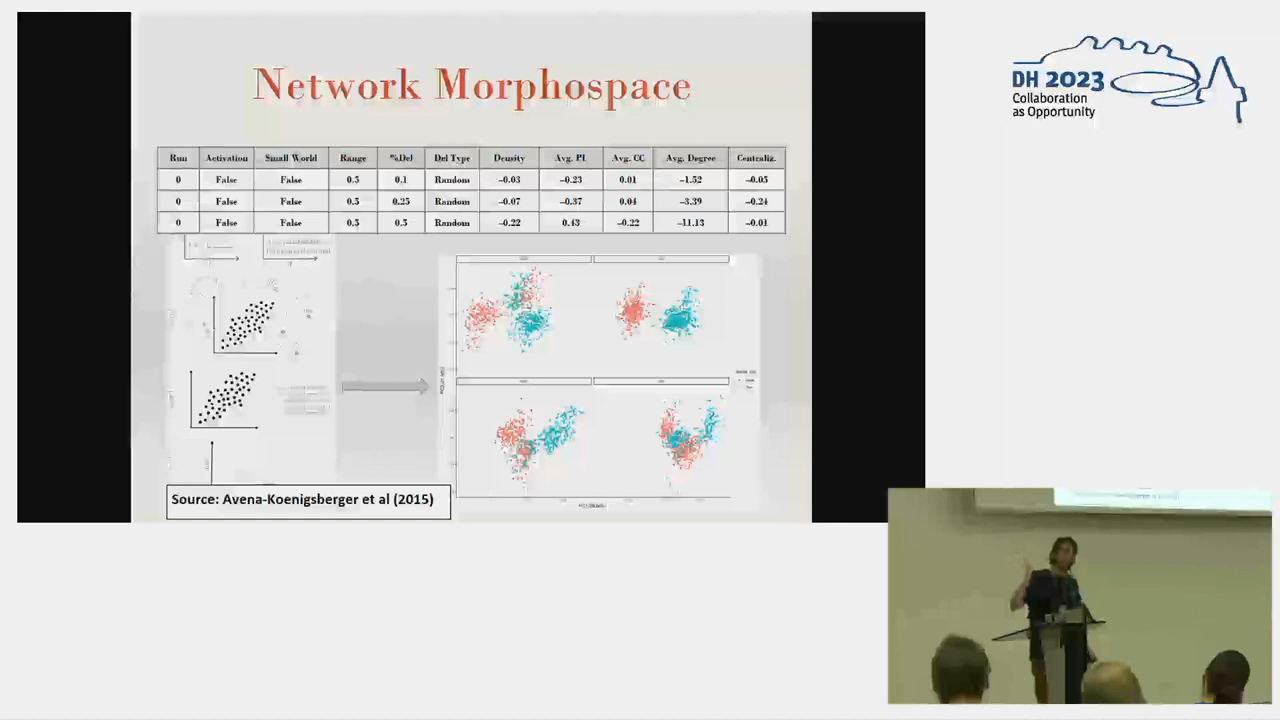 Network Morphospace
Run Activation Small World Range %Del Del Type Density Avg. PL Avg. CC Avg. Degree Centraliz.
0 False False 0.5 0.1 Random –0.03 –0.23 0.01 –1.52 –0.05
0 False False 0.5 0.25 Random –0.07 –0.37 0.04 –3.39 –0.24
0 False False 0.5 0.5 Random –0.22 0.43 –0.22 –11.13 –0.01
Source: Avena-Koenigsberger et al (2015)
DH 2023
Collaboration
as Opportunity